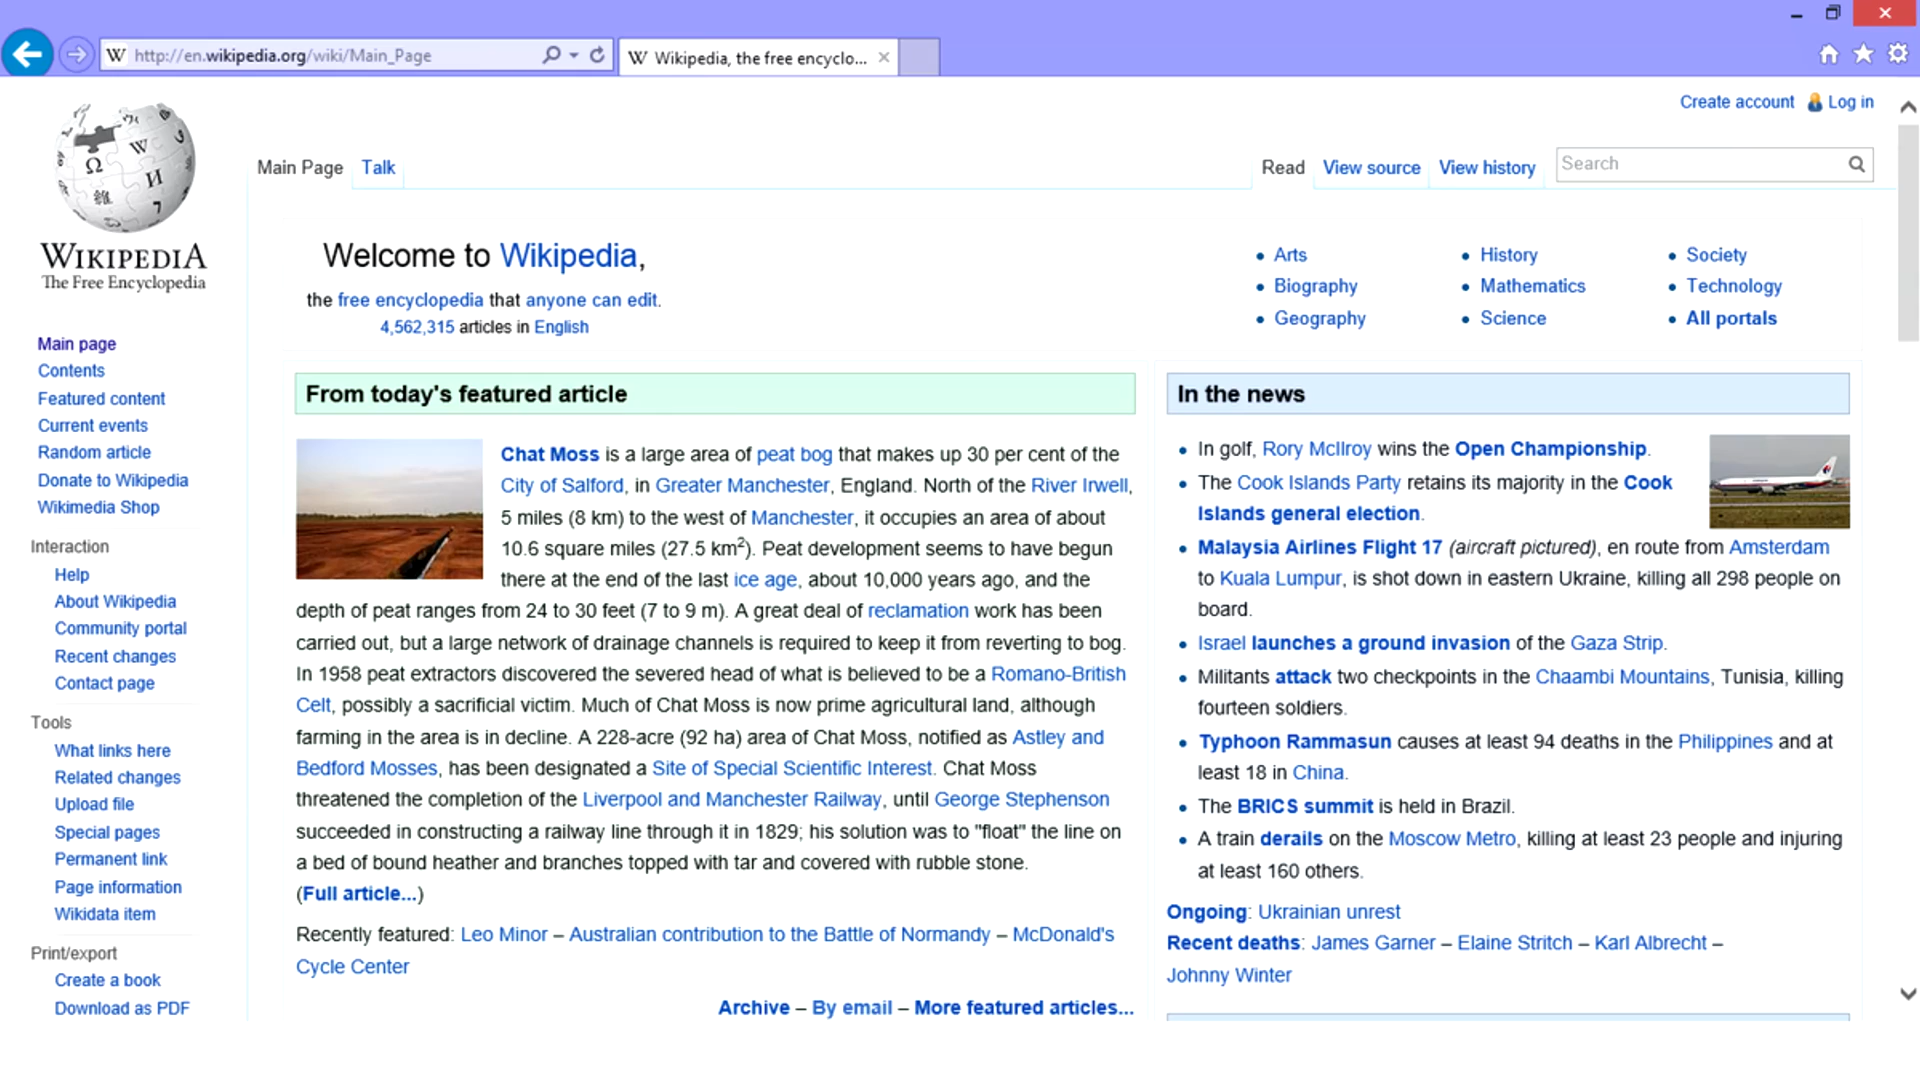 http://en.wikipedia.org/wiki/Main_Page
W Wikipedia, the free encyclo...
Create account Log in
Main Page Talk
Read View source View history Search
WIKIPEDIA
The Free Encyclopedia
Main page
Contents
Featured content
Current events
Random article
Donate to Wikipedia
Wikimedia Shop
Interaction
Help
About Wikipedia
Community portal
Recent changes
Contact page
Tools
What links here
Related changes
Upload file
Special pages
Permanent link
Page information
Wikidata item
Print/export
Create a book
Download as PDF
Welcome to Wikipedia,
the free encyclopedia that anyone can edit.
4,562,315 articles in English
Arts
Biography
Geography
History
Mathematics
Science
Society
Technology
All portals
From today's featured article
Chat Moss is a large area of peat bog that makes up 30 per cent of the
City of Salford, in Greater Manchester, England. North of the River Irwell,
5 miles (8 km) to the west of Manchester, it occupies an area of about
10.6 square miles (27.5 km²). Peat development seems to have begun
there at the end of the last ice age, about 10,000 years ago, and the
depth of peat ranges from 24 to 30 feet (7 to 9 m). A great deal of reclamation work has been
carried out, but a large network of drainage channels is required to keep it from reverting to bog.
In 1958 peat extractors discovered the severed head of what is believed to be a Romano-British
Celt, possibly a sacrificial victim. Much of Chat Moss is now prime agricultural land, although
farming in the area is in decline. A 228-acre (92 ha) area of Chat Moss, notified as Astley and
Bedford Mosses, has been designated a Site of Special Scientific Interest. Chat Moss
threatened the completion of the Liverpool and Manchester Railway, until George Stephenson
succeeded in constructing a railway line through it in 1829; his solution was to "float" the line on
a bed of bound heather and branches topped with tar and covered with rubble stone.
(Full article...)
Recently featured: Leo Minor – Australian contribution to the Battle of Normandy – McDonald's
Cycle Center
Archive – By email – More featured articles...
In the news
In golf, Rory McIlroy wins the Open Championship.
The Cook Islands Party retains its majority in the Cook
Islands general election.
Malaysia Airlines Flight 17 (aircraft pictured), en route from Amsterdam
to Kuala Lumpur, is shot down in eastern Ukraine, killing all 298 people on
board.
Israel launches a ground invasion of the Gaza Strip.
Militants attack two checkpoints in the Chaambi Mountains, Tunisia, killing
fourteen soldiers.
Typhoon Rammasun causes at least 94 deaths in the Philippines and at
least 18 in China.
The BRICS summit is held in Brazil.
A train derails on the Moscow Metro, killing at least 23 people and injuring
at least 160 others.
Ongoing: Ukrainian unrest
Recent deaths: James Garner – Elaine Stritch – Karl Albrecht –
Johnny Winter